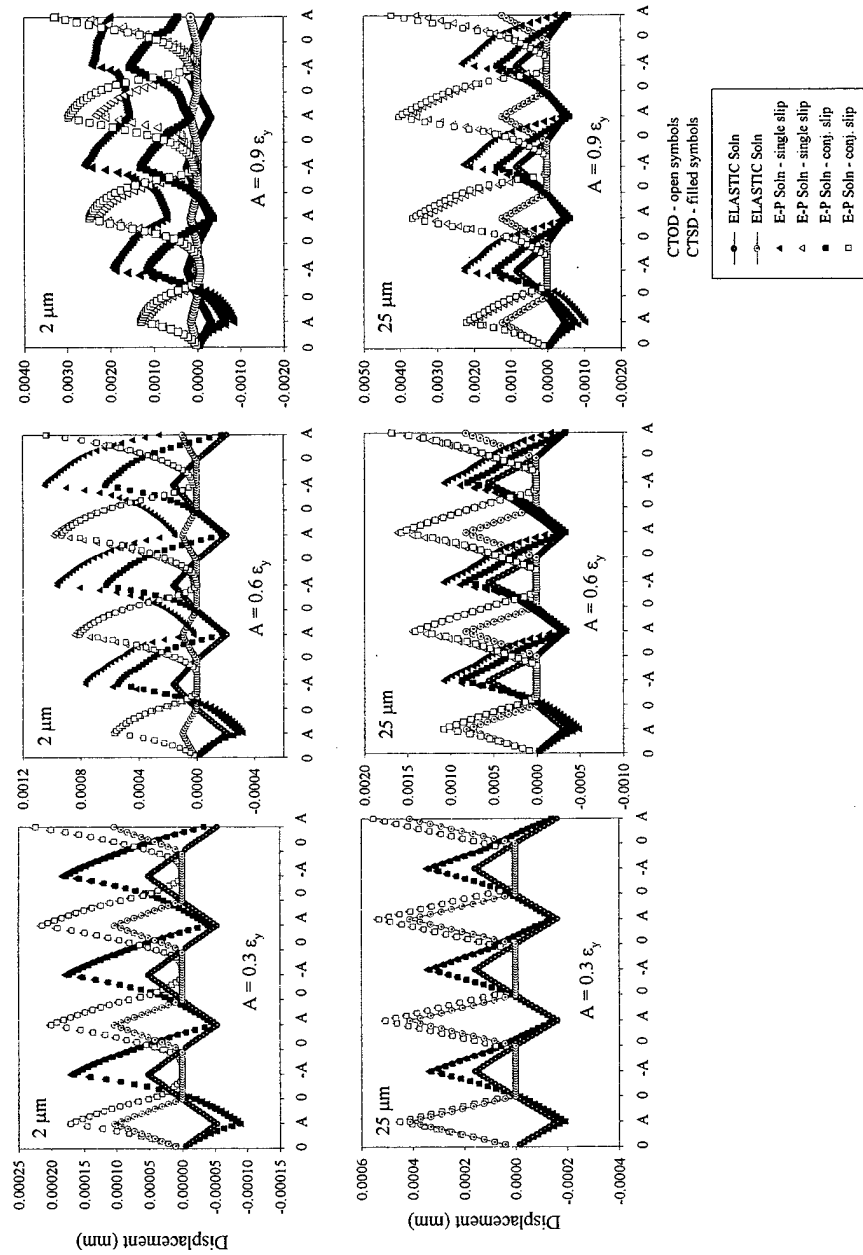 Displacement (mm)
0.00025
0.00020
0.00015
0.00010
0.00005
0.00000
-0.00005
-0.00010
-0.00015
2 μm
A = 0.3 εy
0 A 0 -A 0 A 0 -A 0 A 0 -A 0 A
0.0012
0.0008
0.0004
0.0000
-0.0004
2 μm
A = 0.6 εy
0 A 0 -A 0 A 0 -A 0 A 0 -A 0 A
0.0040
0.0030
0.0020
0.0010
0.0000
-0.0010
-0.0020
2 μm
A = 0.9 εy
0 A 0 -A 0 A 0 -A 0 A 0 -A 0 A
Displacement (mm)
0.0006
0.0004
0.0002
0.0000
-0.0002
-0.0004
25 μm
A = 0.3 εy
0 A 0 -A 0 A 0 -A 0 A 0 -A 0 A
0.0020
0.0015
0.0010
0.0005
0.0000
-0.0005
-0.0010
25 μm
A = 0.6 εy
0 A 0 -A 0 A 0 -A 0 A 0 -A 0 A
0.0050
0.0040
0.0030
0.0020
0.0010
0.0000
-0.0010
-0.0020
25 μm
A = 0.9 εy
0 A 0 -A 0 A 0 -A 0 A 0 -A 0 A
CTOD - open symbols
CTSD - filled symbols
ELASTIC Soln
ELASTIC Soln
E-P Soln - single slip
E-P Soln - single slip
E-P Soln - conj. slip
E-P Soln - conj. slip